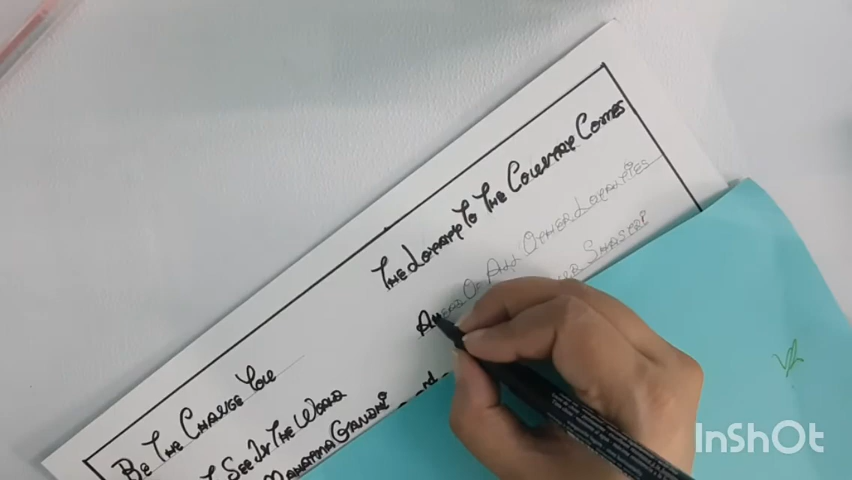 The Loyalty To The Country Comes
Ahead Of All Other Loyalties
Shastri
Be The Change You
See In The World
Mahatma Gandhi
InShOt